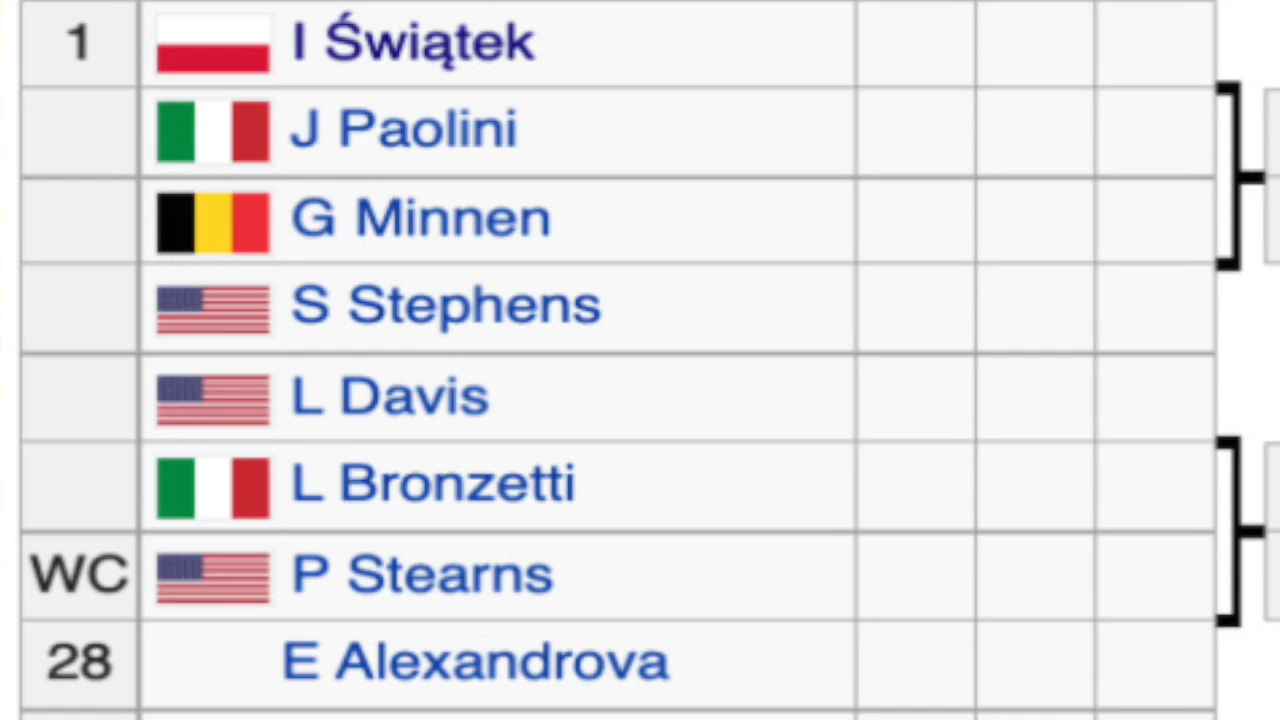 1 I Świątek
J Paolini
G Minnen
S Stephens
L Davis
L Bronzetti
WC P Stearns
28 E Alexandrova